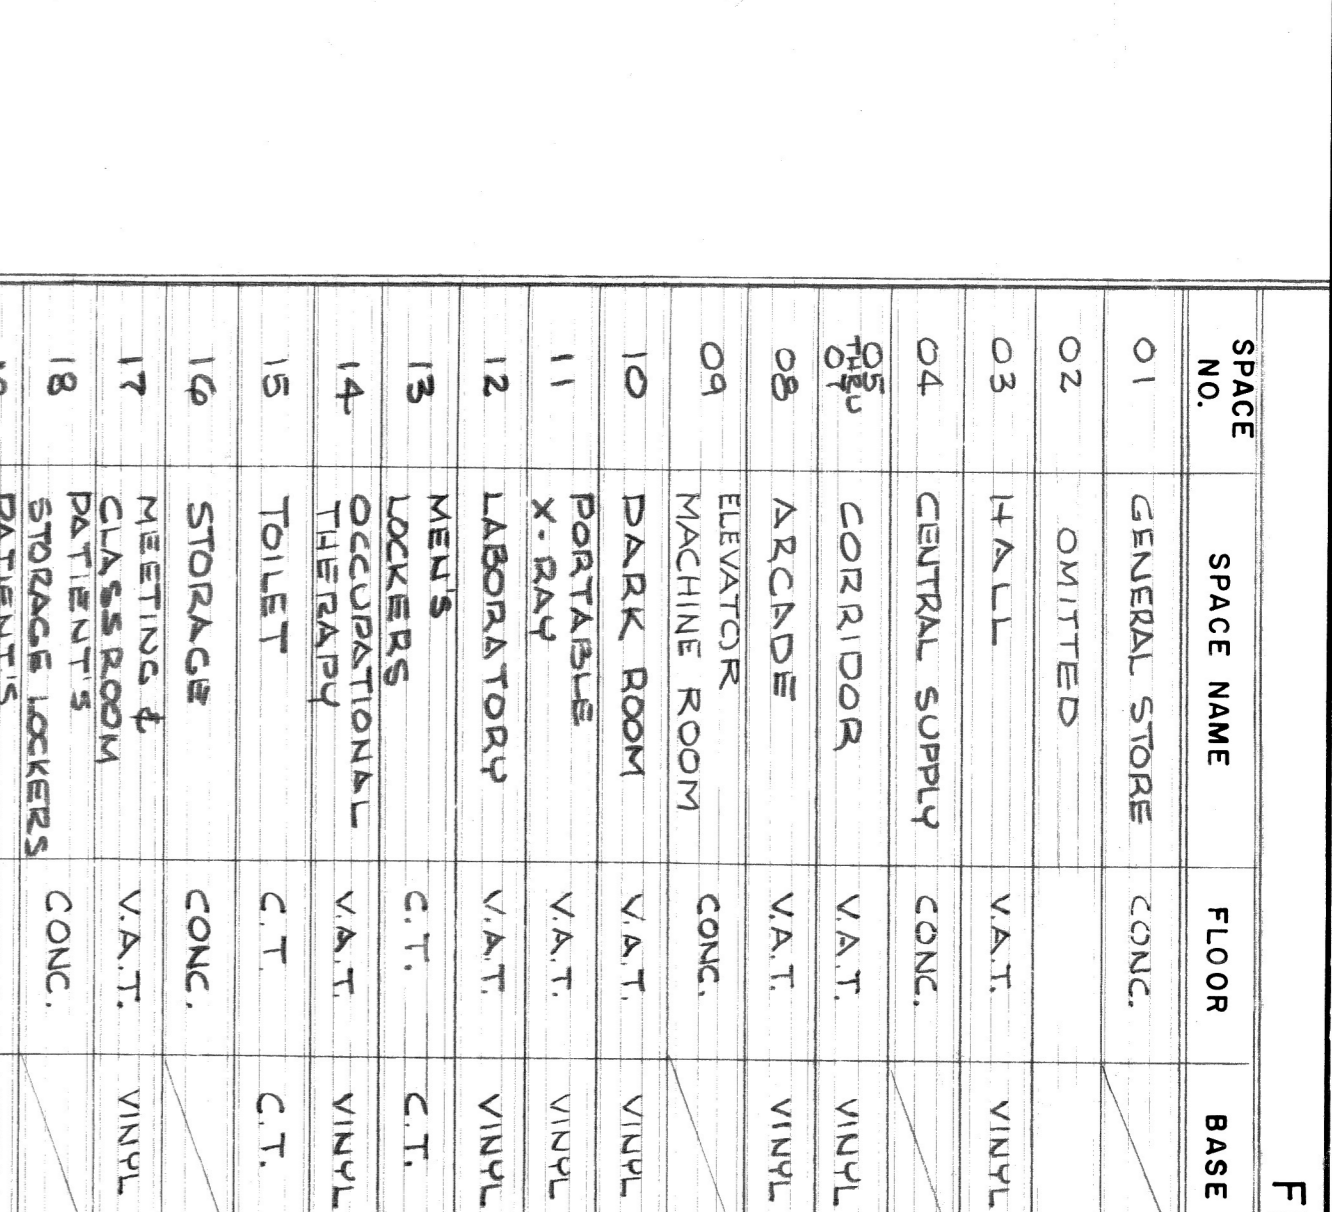 F
SPACE NO. SPACE NAME FLOOR BASE
01 GENERAL STORE CONC.
02 OMITTED
03 HALL V.A.T. VINYL
04 CENTRAL SUPPLY CONC.
05 THRU 07 CORRIDOR V.A.T. VINYL
08 ARCADE V.A.T. VINYL
09 ELEVATOR MACHINE ROOM CONC.
10 DARK ROOM V.A.T. VINYL
11 PORTABLE X-RAY V.A.T. VINYL
12 LABORATORY V.A.T. VINYL
13 MEN'S LOCKERS C.T. C.T.
14 OCCUPATIONAL THERAPY V.A.T. VINYL
15 TOILET C.T. C.T.
16 STORAGE CONC.
17 MEETING & CLASSROOM V.A.T. VINYL
18 PATIENT'S STORAGE LOCKERS CONC.
PATIENT'S